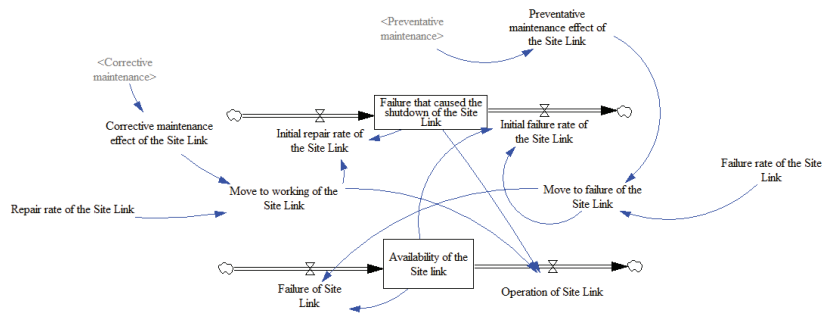 <Preventative
maintenance>
Preventative
maintenance effect of
the Site Link
<Corrective
maintenance>
Failure that caused the
shutdown of the Site
Link
Corrective maintenance
effect of the Site Link
Initial repair rate of
the Site Link
Initial failure rate of
the Site Link
Failure rate of the Site
Link
Move to working of the
Site Link
Move to failure of the
Site Link
Repair rate of the Site Link
Availability of the
Site link
Failure of Site
Link
Operation of Site Link